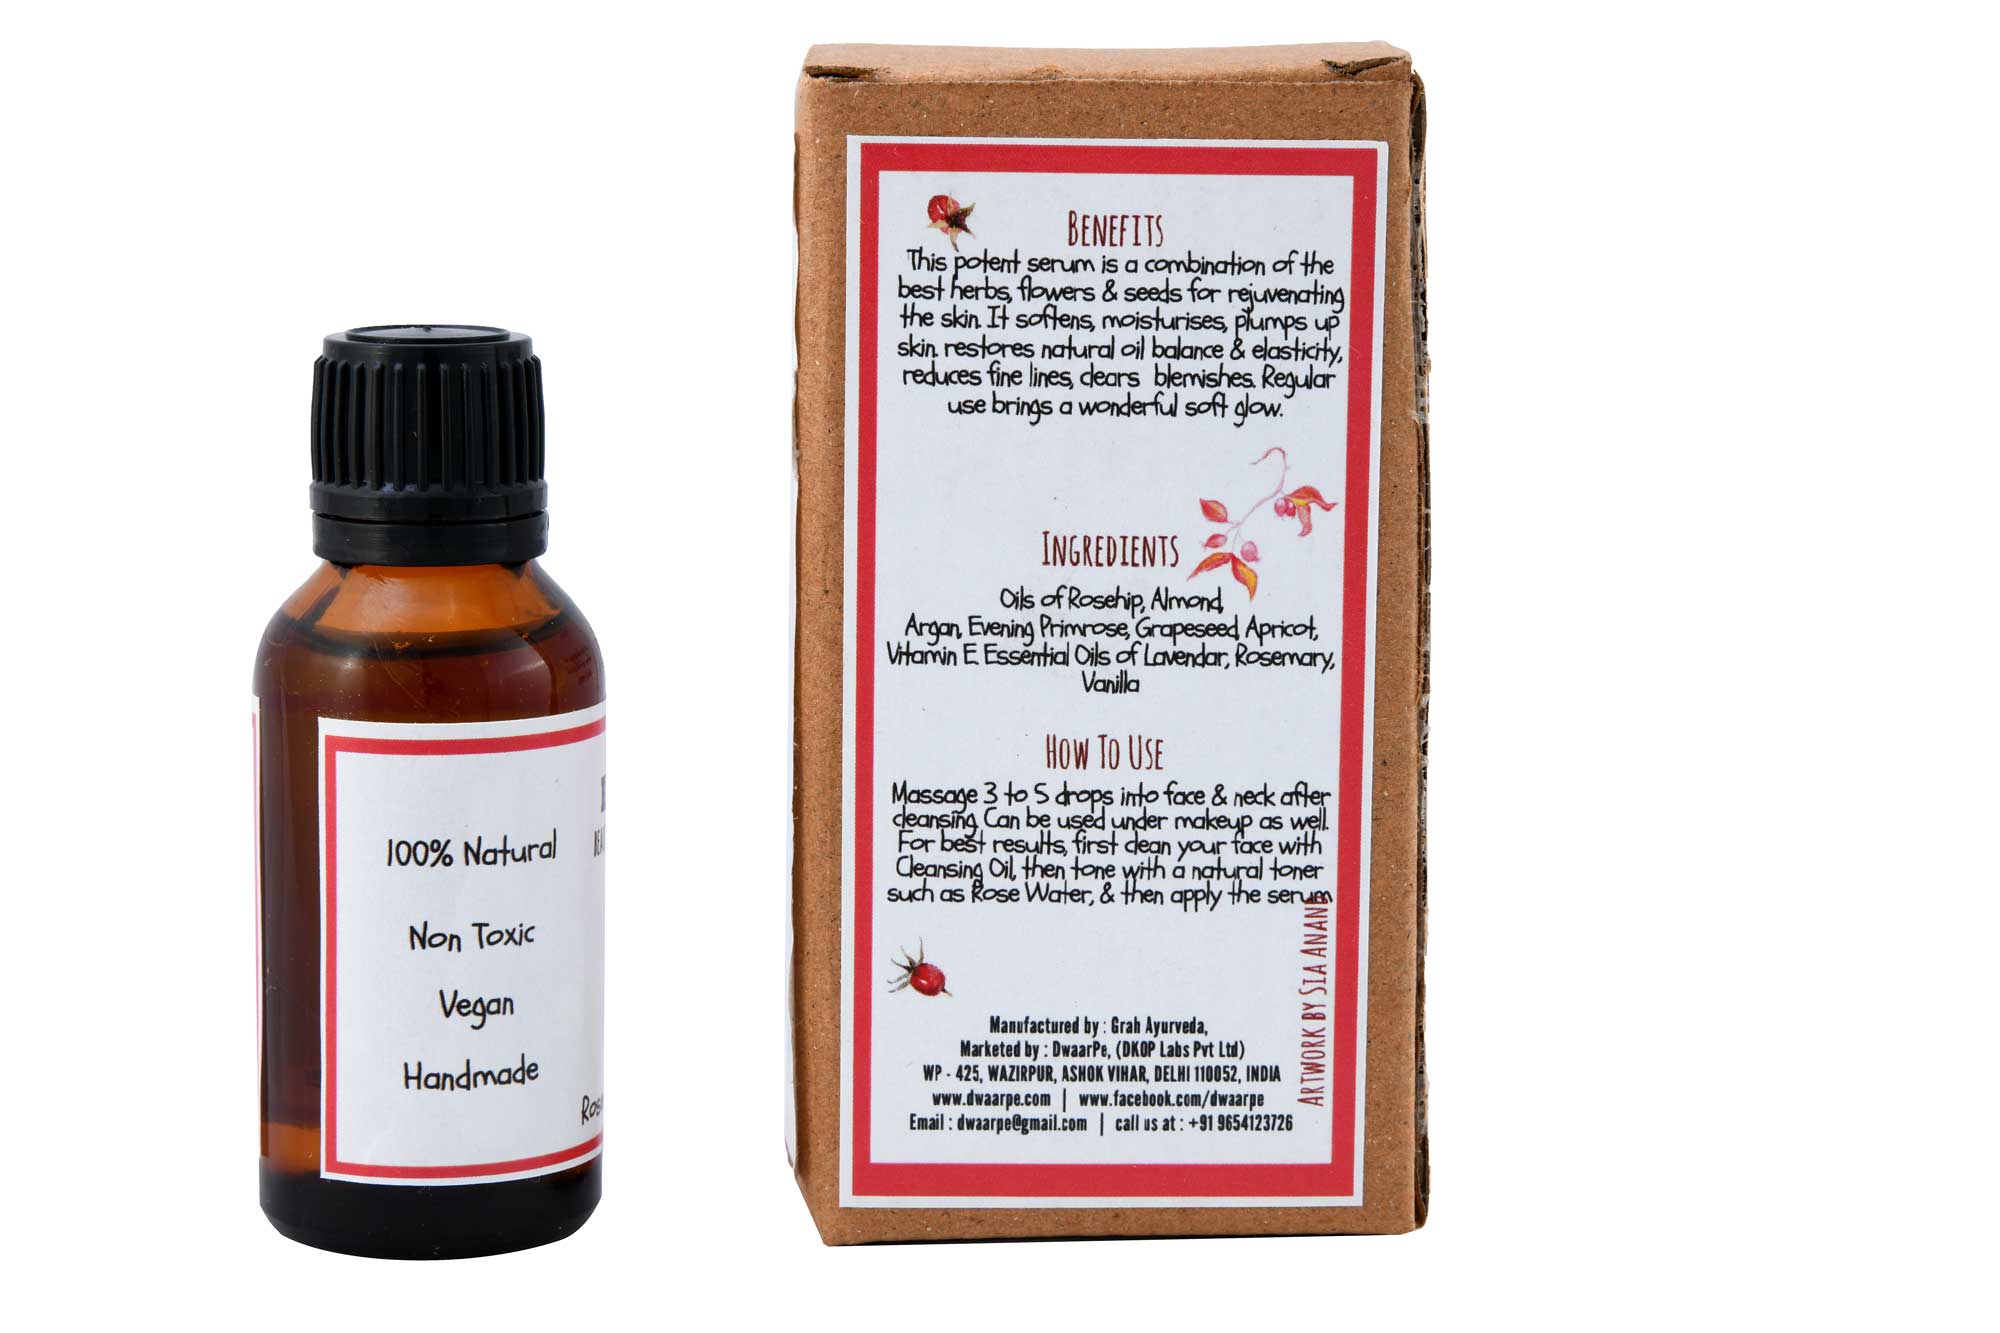 100% Natural
Non Toxic
Vegan
Handmade
BENEFITS
This potent serum is a combination of the
best herbs, flowers & seeds for rejuvenating
the skin. It softens, moisturises, plumps up
skin. restores natural oil balance & elasticity,
reduces fine lines, clears blemishes. Regular
use brings a wonderful soft glow.
INGREDIENTS
Oils of Rosehip, Almond,
Argan, Evening Primrose, Grapeseed, Apricot,
Vitamin E. Essential Oils of Lavendar, Rosemary,
Vanilla
HOW TO USE
Massage 3 to 5 drops into face & neck after
cleansing. Can be used under makeup as well.
For best results, first clean your face with
Cleansing Oil, then tone with a natural toner
such as Rose Water, & then apply the serum
ARTWORK BY SIA ANAND
Manufactured by : Grah Ayurveda,
Marketed by : DwaarPe, (DKOP Labs Pvt Ltd)
WP - 425, WAZIRPUR, ASHOK VIHAR, DELHI 110052, INDIA
www.dwaarpe.com | www.facebook.com/dwaarpe
Email : dwaarpe@gmail.com | call us at : +91 9654123726